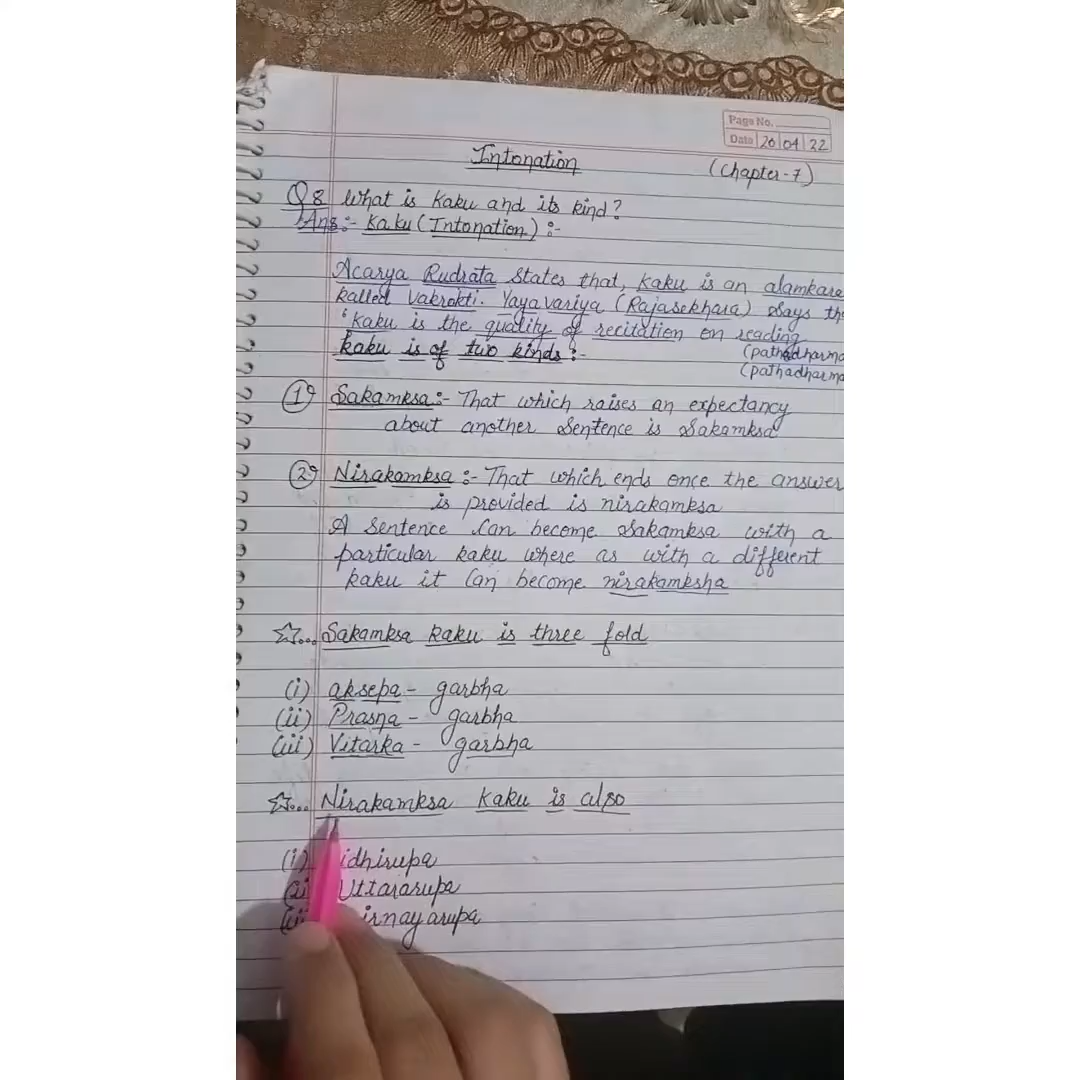 Page No.
Date 20 04 22
Intonation (Chapter-7)
Q8 What is Kaku and its kind?
Ans:- Kaku (Intonation) :-
Acarya Rudrata states that, Kaku is an alamkara
kalled Vakrokti. Yayavariya (Rajasekhara) says th
'Kaku is the quality of recitation on reading
(pathadharma
Kaku is of two kinds :-
(pathadharma
1 Sakamksa:- That which raises an expectancy
about another sentence is sakamksa
2 Nirakamksa :- That which ends once the answer
is provided is nirakamksa
A sentence can become sakamksa with a
particular kaku where as with a different
kaku it can become nirakamksha
☆... Sakamksa kaku is three fold
(i) aksepa- garbha
(ii) Prasna - garbha
(iii) Vitarka - garbha
☆... Nirakamksa kaku is also
(i) idhirupa
Uttararupa
irnayarupa